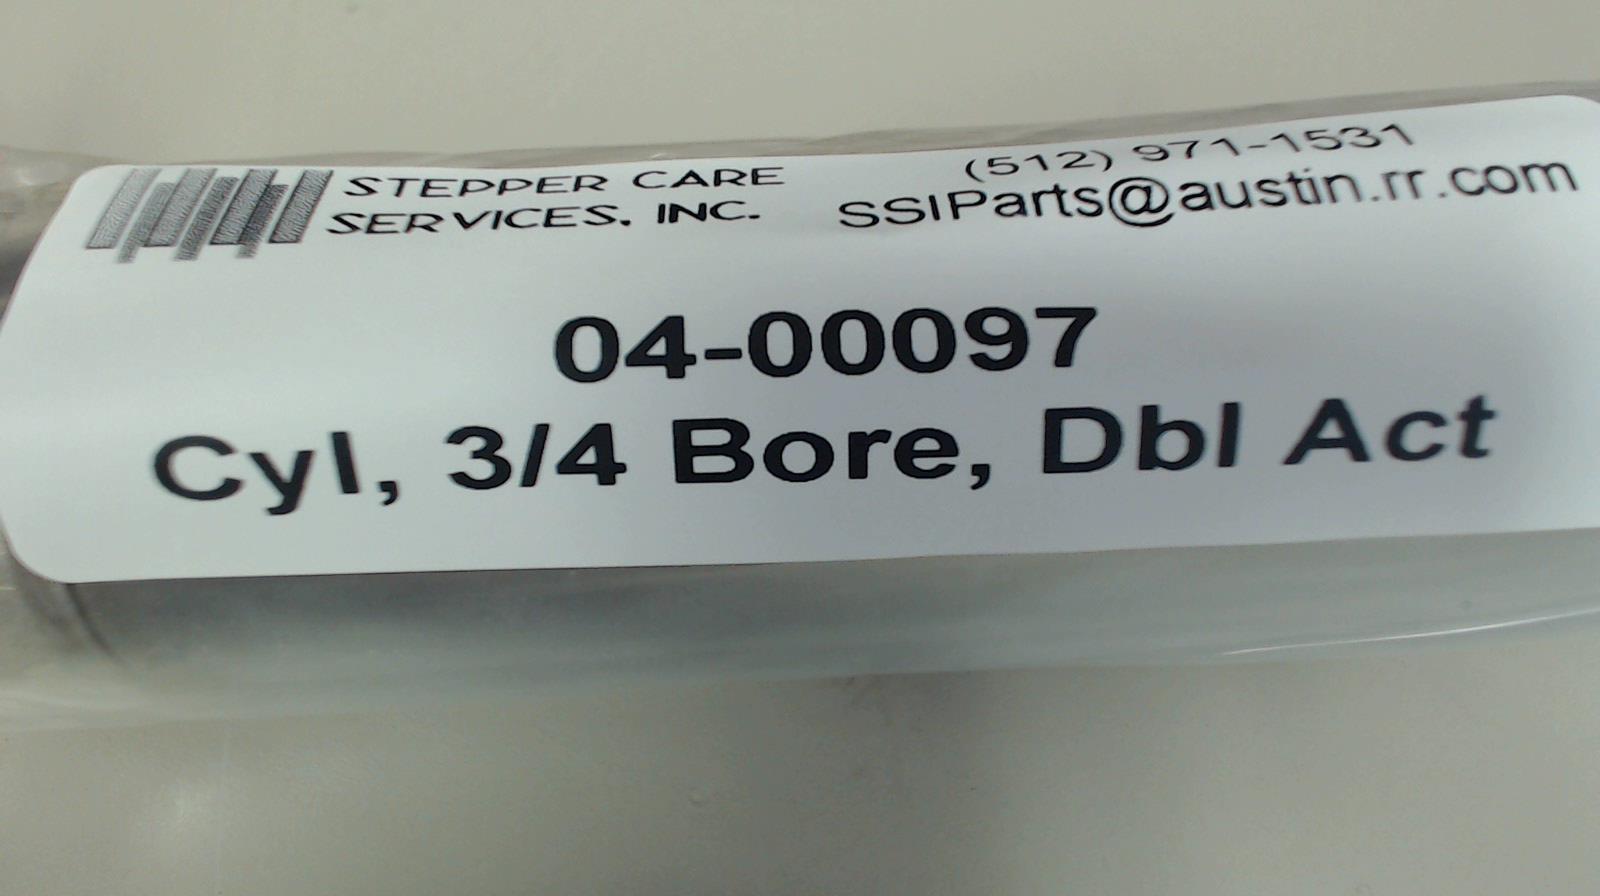 STEPPER CARE
SERVICES, INC.
(512) 971-1531
SSIParts@austin.rr.com
04-00097
Cyl, 3/4 Bore, Dbl Act